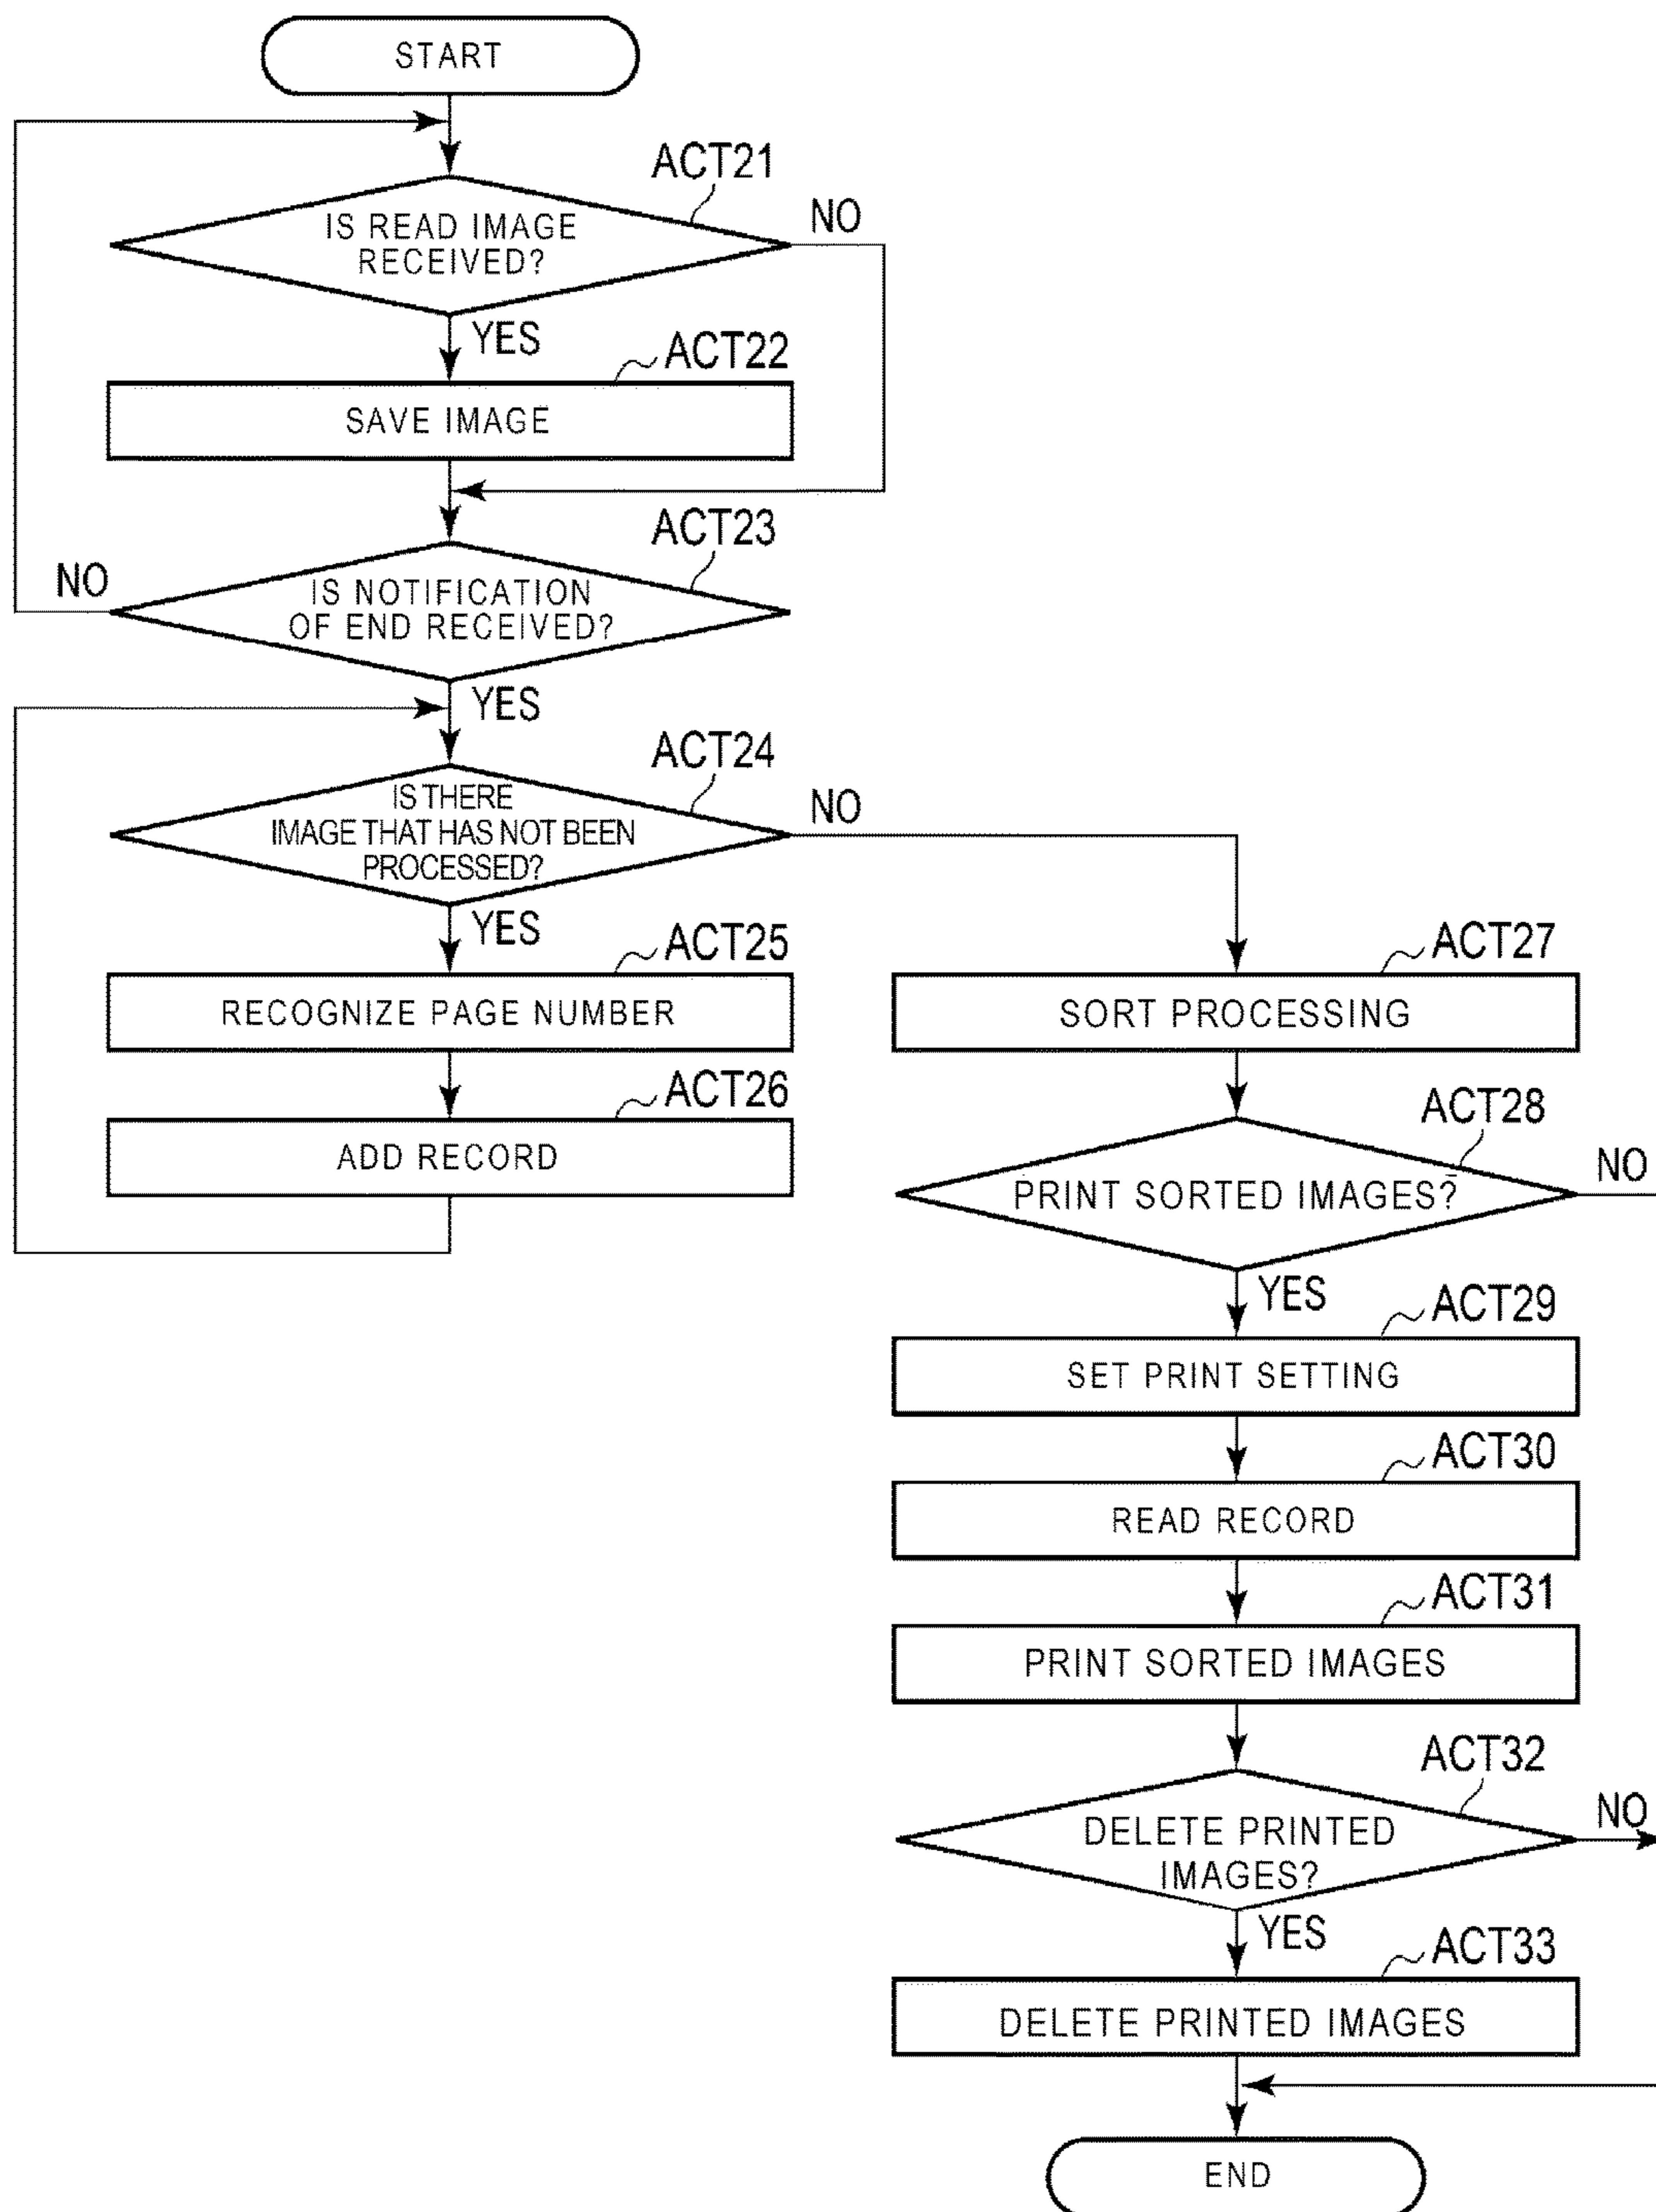 START
ACT21
IS READ IMAGE
RECEIVED?
NO
YES
ACT22
SAVE IMAGE
ACT23
NO
IS NOTIFICATION
OF END RECEIVED?
YES
ACT24
IS THERE
IMAGE THAT HAS NOT BEEN
PROCESSED?
NO
YES
ACT25
RECOGNIZE PAGE NUMBER
ACT26
ADD RECORD
ACT27
SORT PROCESSING
ACT28
PRINT SORTED IMAGES?
NO
YES
ACT29
SET PRINT SETTING
ACT30
READ RECORD
ACT31
PRINT SORTED IMAGES
ACT32
DELETE PRINTED
IMAGES?
NO
YES
ACT33
DELETE PRINTED IMAGES
END